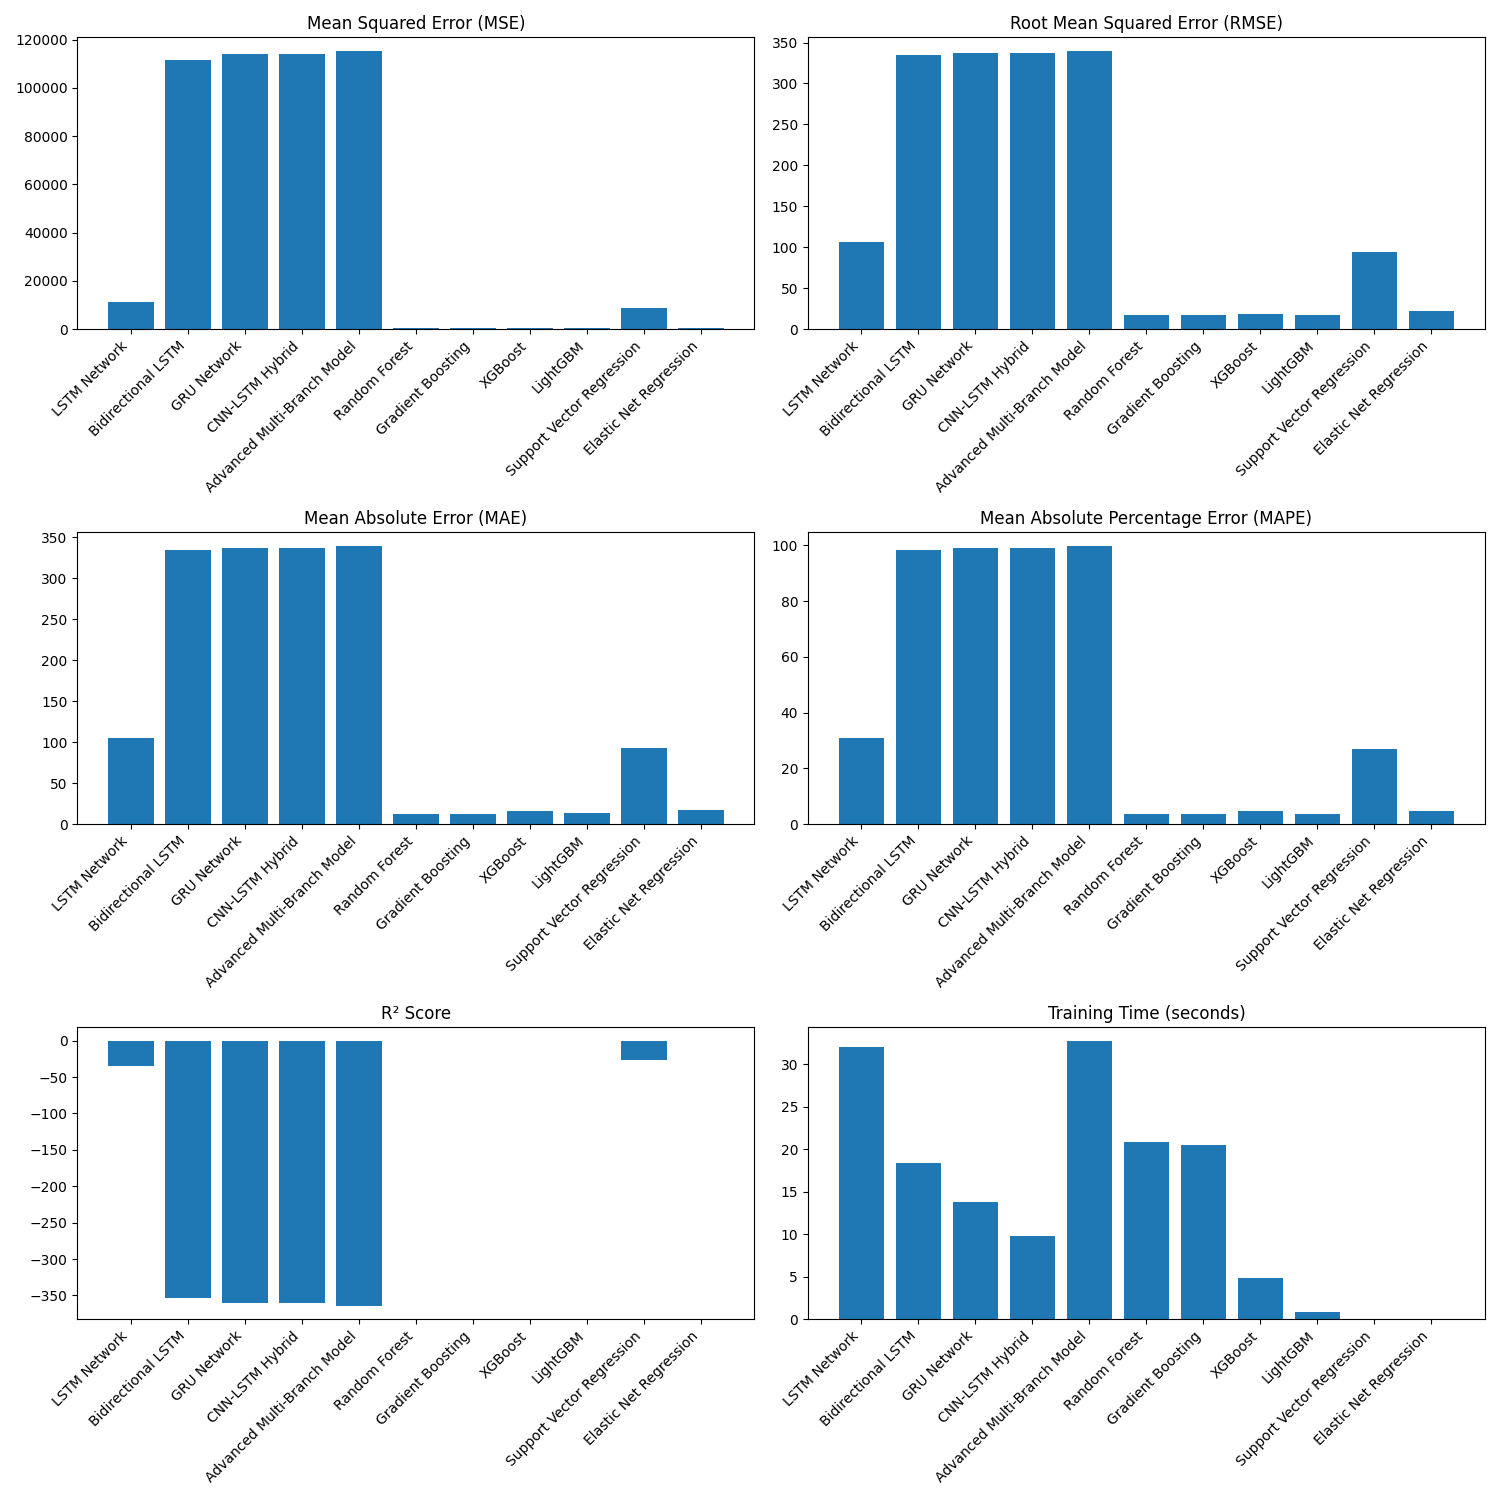 Mean Squared Error (MSE)
120000
100000
80000
60000
40000
20000
0
LSTM Network
Bidirectional LSTM
GRU Network
CNN-LSTM Hybrid
Advanced Multi-Branch Model
Random Forest
Gradient Boosting
XGBoost
LightGBM
Support Vector Regression
Elastic Net Regression
Root Mean Squared Error (RMSE)
350
300
250
200
150
100
50
0
LSTM Network
Bidirectional LSTM
GRU Network
CNN-LSTM Hybrid
Advanced Multi-Branch Model
Random Forest
Gradient Boosting
XGBoost
LightGBM
Support Vector Regression
Elastic Net Regression
Mean Absolute Error (MAE)
350
300
250
200
150
100
50
0
LSTM Network
Bidirectional LSTM
GRU Network
CNN-LSTM Hybrid
Advanced Multi-Branch Model
Random Forest
Gradient Boosting
XGBoost
LightGBM
Support Vector Regression
Elastic Net Regression
Mean Absolute Percentage Error (MAPE)
100
80
60
40
20
0
LSTM Network
Bidirectional LSTM
GRU Network
CNN-LSTM Hybrid
Advanced Multi-Branch Model
Random Forest
Gradient Boosting
XGBoost
LightGBM
Support Vector Regression
Elastic Net Regression
R² Score
0
−50
−100
−150
−200
−250
−300
−350
LSTM Network
Bidirectional LSTM
GRU Network
CNN-LSTM Hybrid
Advanced Multi-Branch Model
Random Forest
Gradient Boosting
XGBoost
LightGBM
Support Vector Regression
Elastic Net Regression
Training Time (seconds)
30
25
20
15
10
5
0
LSTM Network
Bidirectional LSTM
GRU Network
CNN-LSTM Hybrid
Advanced Multi-Branch Model
Random Forest
Gradient Boosting
XGBoost
LightGBM
Support Vector Regression
Elastic Net Regression